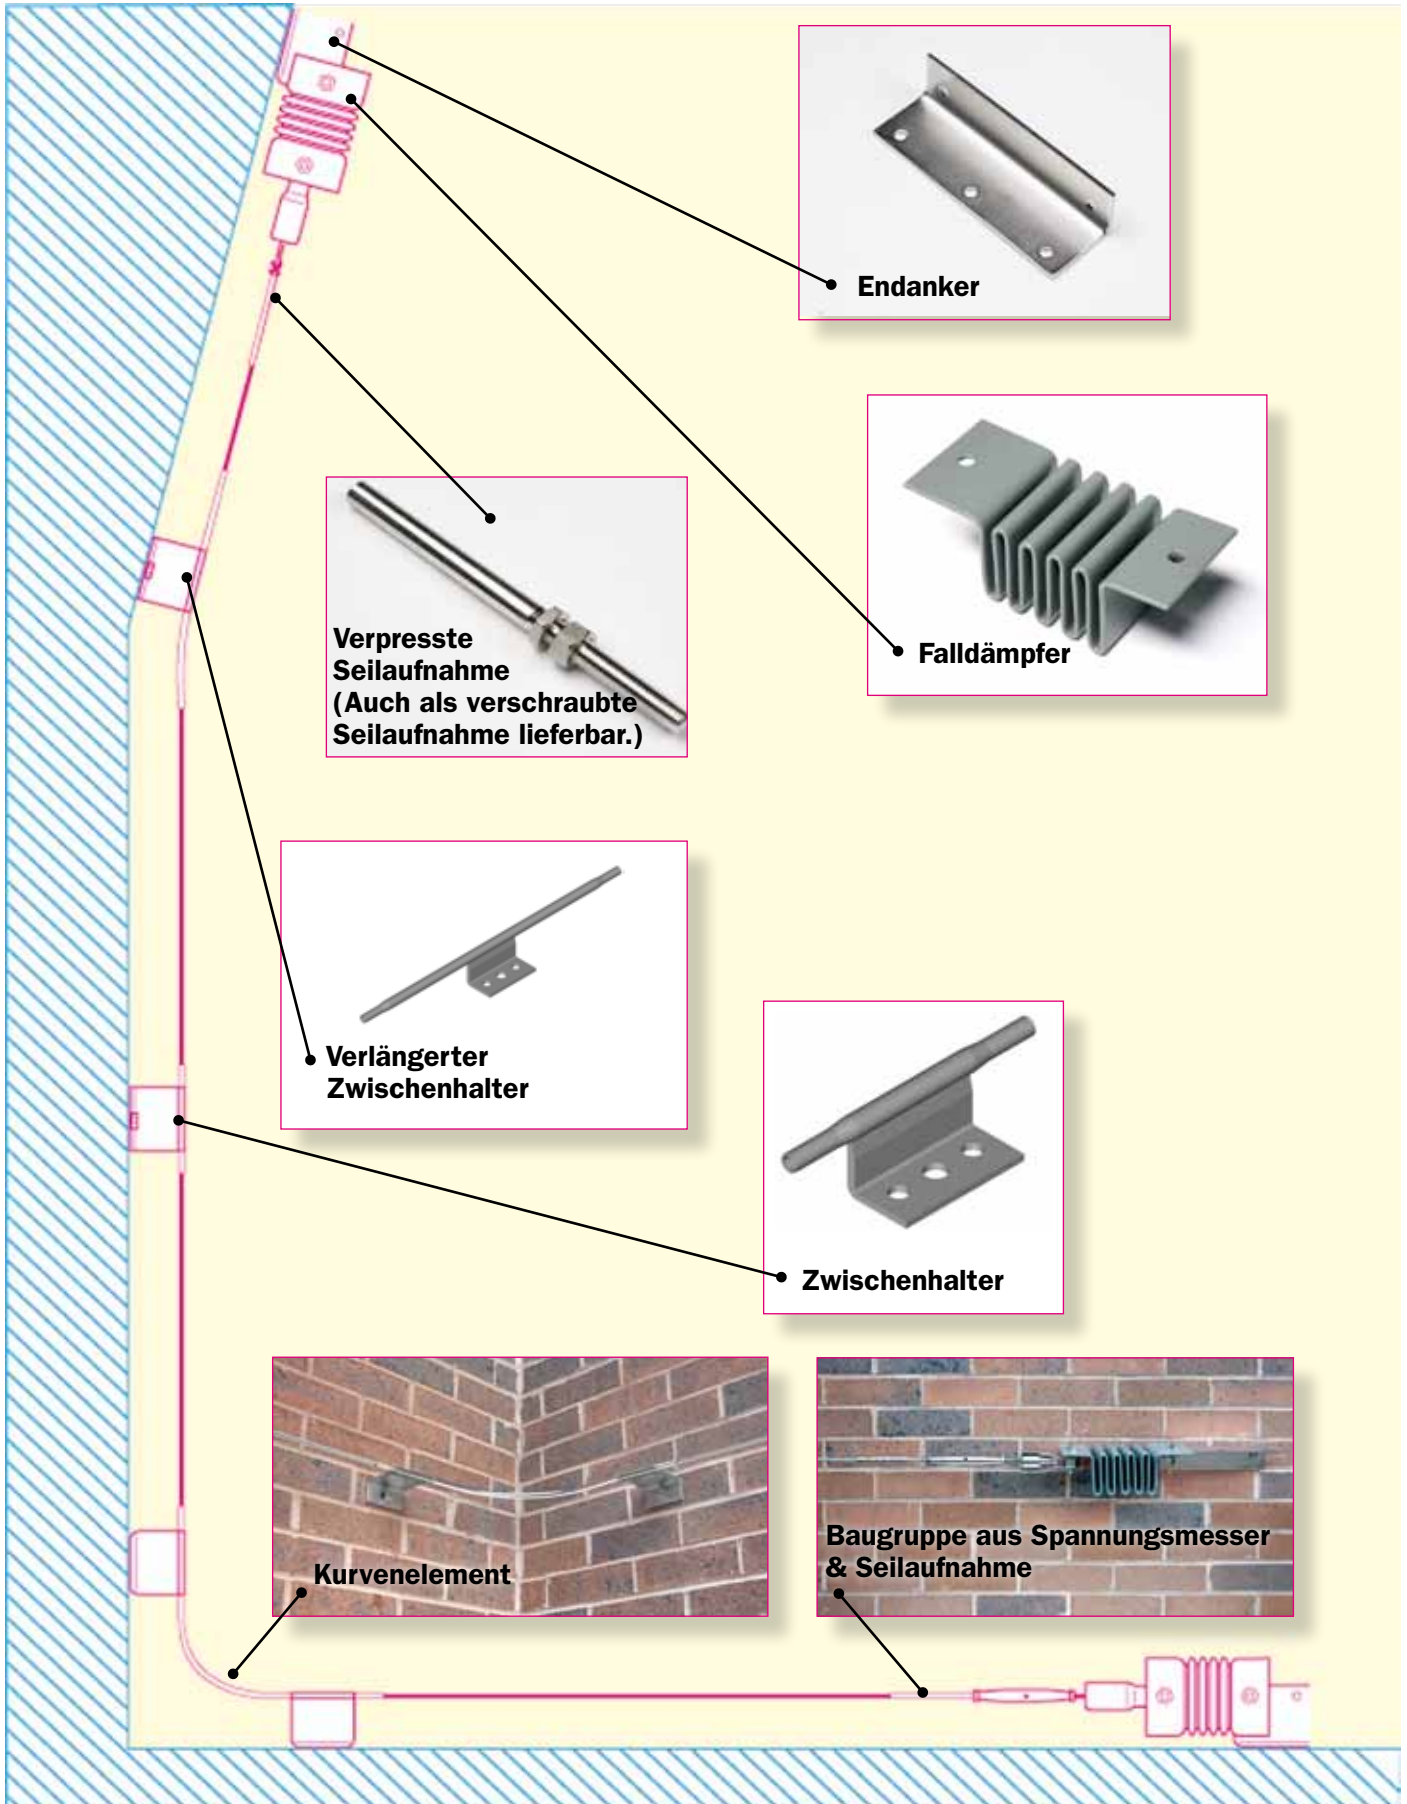 Endanker
Falldämpfer
Verpresste
Seilaufnahme
(Auch als verschraubte
Seilaufnahme lieferbar.)
Verlängerter
Zwischenhalter
Zwischenhalter
Kurvenelement
Baugruppe aus Spannungsmesser
& Seilaufnahme